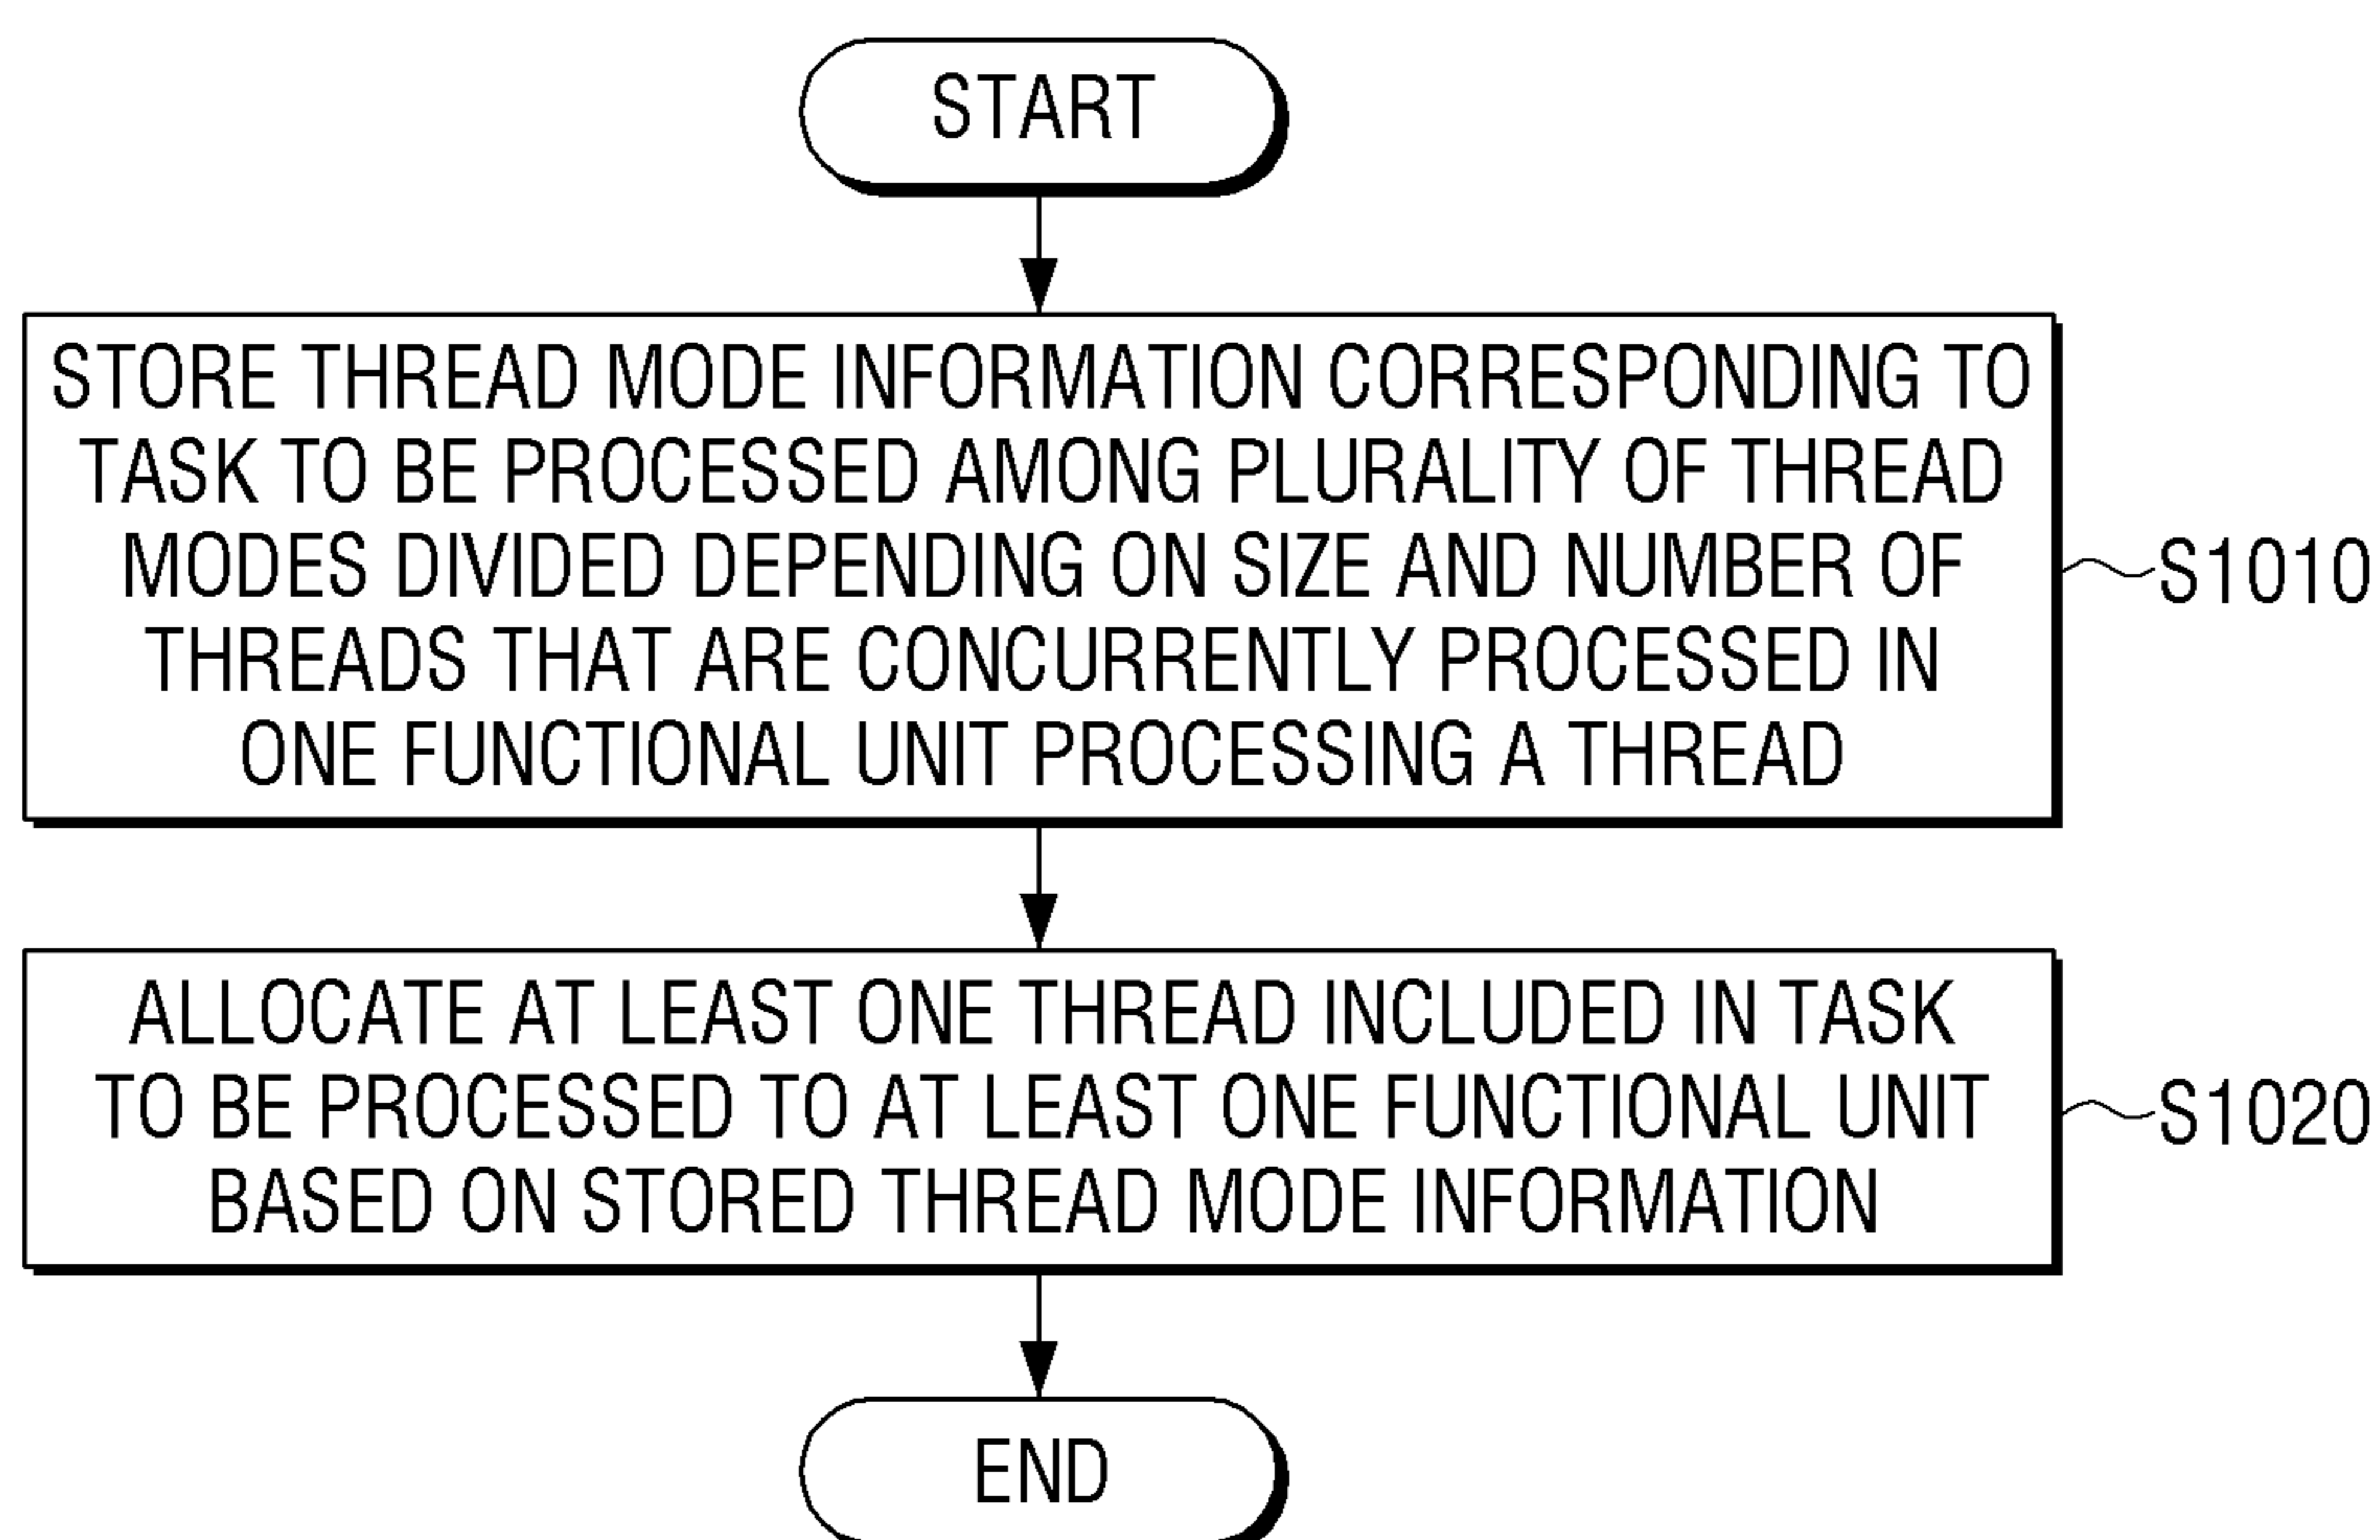 START
STORE THREAD MODE INFORMATION CORRESPONDING TO
TASK TO BE PROCESSED AMONG PLURALITY OF THREAD
MODES DIVIDED DEPENDING ON SIZE AND NUMBER OF
THREADS THAT ARE CONCURRENTLY PROCESSED IN
ONE FUNCTIONAL UNIT PROCESSING A THREAD
S1010
ALLOCATE AT LEAST ONE THREAD INCLUDED IN TASK
TO BE PROCESSED TO AT LEAST ONE FUNCTIONAL UNIT
BASED ON STORED THREAD MODE INFORMATION
S1020
END